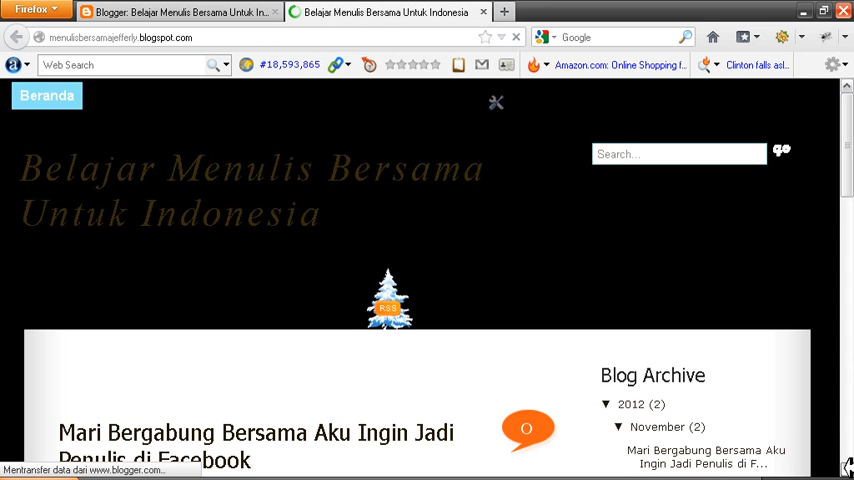 Firefox
Blogger: Belajar Menulis Bersama Untuk In...
Belajar Menulis Bersama Untuk Indonesia
menulisbersamajefferly.blogspot.com
Google
Web Search
#18,593,865
Amazon.com: Online Shopping f...
Clinton falls asl...
Beranda
Belajar Menulis Bersama
Untuk Indonesia
Search...
go
RSS
Blog Archive
▼ 2012 (2)
▼ November (2)
Mari Bergabung Bersama Aku
Ingin Jadi Penulis di F...
Mari Bergabung Bersama Aku Ingin Jadi
Penulis di Facebook
0
Mentransfer data dari www.blogger.com...